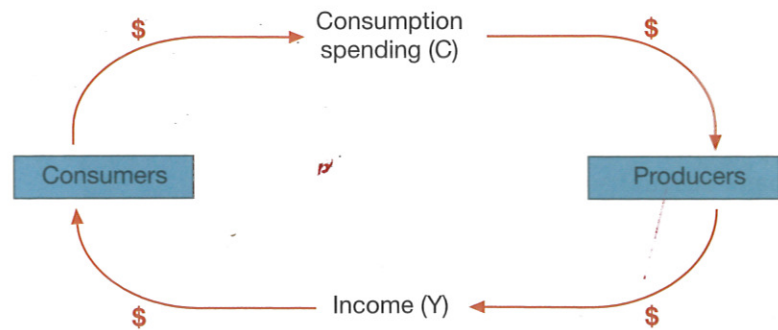 $
Consumption
spending (C)
$
Consumers
Producers
$
Income (Y)
$